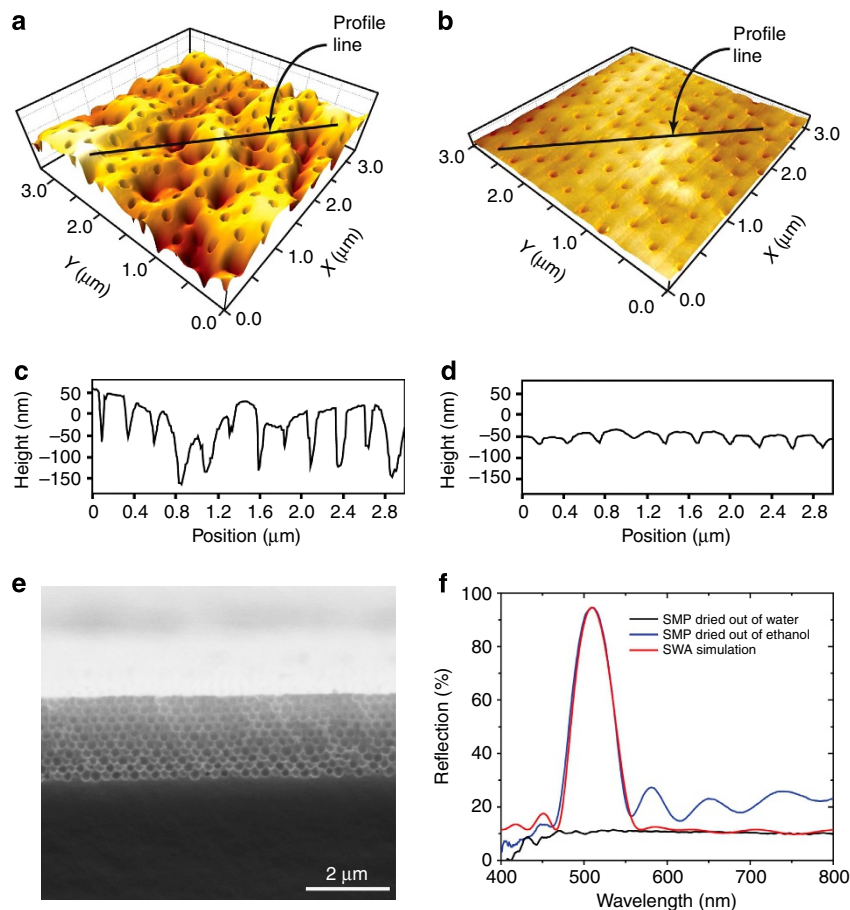 a
Profile
line
3.0
2.0
1.0
0.0
Y (μm)
0.0
1.0
2.0
3.0
X (μm)
b
Profile
line
3.0
2.0
1.0
0.0
Y (μm)
0.0
1.0
2.0
3.0
X (μm)
c
Height (nm)
50
0
−50
−100
−150
0 0.4 0.8 1.2 1.6 2.0 2.4 2.8
Position (μm)
d
Height (nm)
50
0
−50
−100
−150
0 0.4 0.8 1.2 1.6 2.0 2.4 2.8
Position (μm)
e
2 μm
f
Reflection (%)
100
80
60
40
20
0
SMP dried out of water
SMP dried out of ethanol
SWA simulation
400 500 600 700 800
Wavelength (nm)